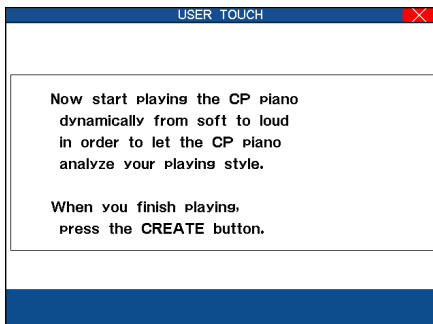 USER TOUCH
Now start playing the CP piano
dynamically from soft to loud
in order to let the CP piano
analyze your playing style.
When you finish playing,
press the CREATE button.